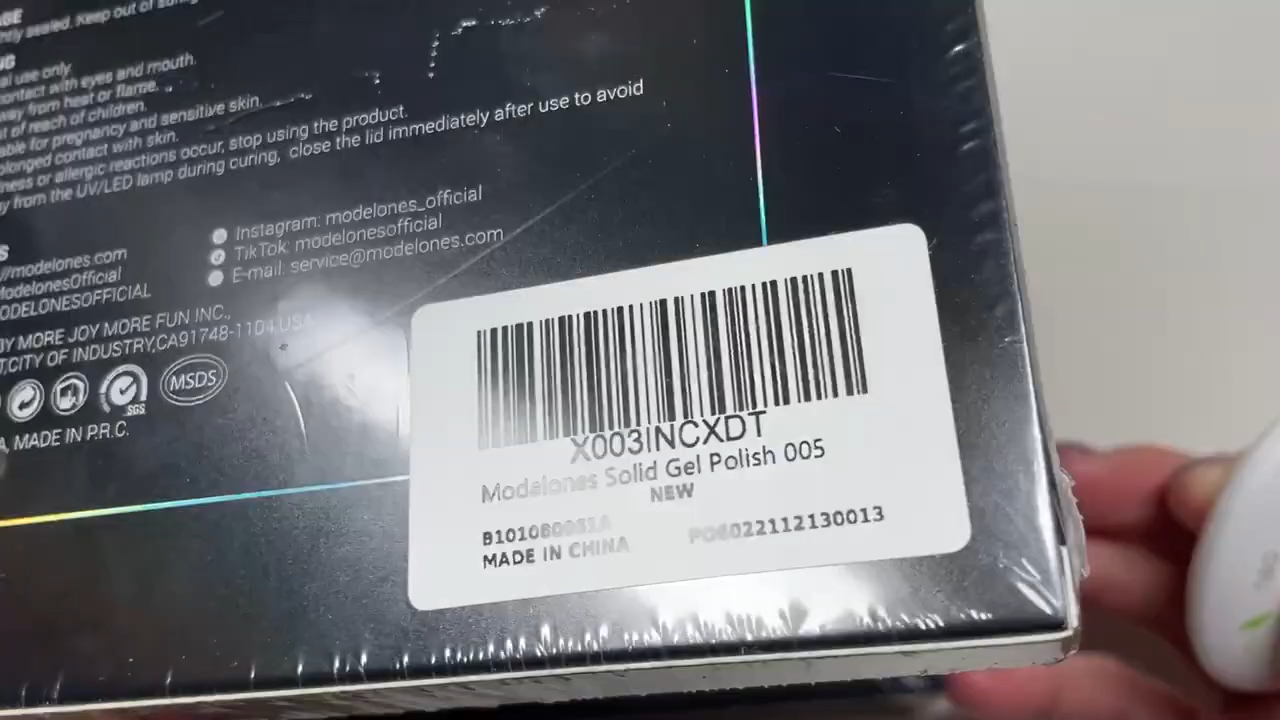 tly sealed. Keep out of
al use only
contact with eyes and mouth.
way from heat or flame.
t of reach of children.
able for pregnancy and sensitive skin.
olonged contact with skin.
ness or allergic reactions occur, stop using the product.
y from the UV/LED lamp during curing, close the lid immediately after use to avoid
//modelones.com
ModelonesOfficial
ODELONESOFFICIAL
Instagram: modelones_official
TikTok: modelonesofficial
E-mail: service@modelones.com
OY MORE JOY MORE FUN INC.,
T,CITY OF INDUSTRY,CA91748-1104,USA
SGS
MSDS
A, MADE IN P.R.C.
X003INCXDT
Modelones Solid Gel Polish 005
NEW
MADE IN CHINA
PO6022112130013